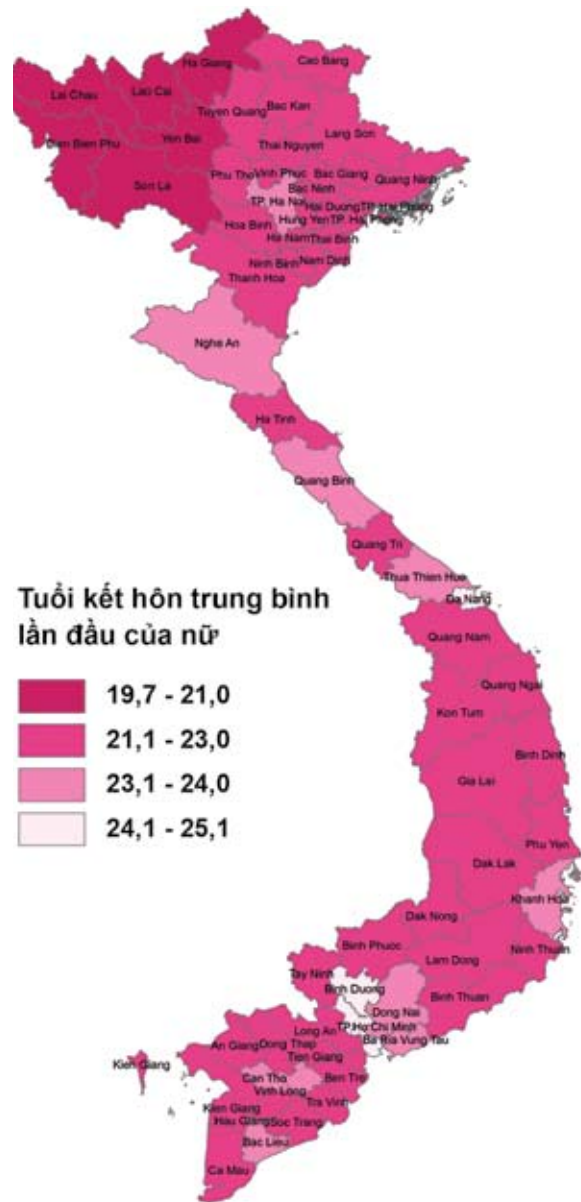 Ha Giang
Cao Bang
Lai Chau
Lao Cai
Tuyen Quang
Bac Kan
Dien Bien Phu
Yen Bai
Thai Nguyen
Lang Son
Son La
Phu Tho
Vinh Phuc
Bac Giang
Quang Ninh
Bac Ninh
TP. Ha Noi
Hai Duong
TP. Hai Phong
Hung Yen
TP. Hai Phong
Hoa Binh
Ha Nam
Thai Binh
Ninh Binh
Nam Dinh
Thanh Hoa
Nghe An
Ha Tinh
Quang Binh
Quang Tri
Thua Thien Hue
Da Nang
Tuổi kết hôn trung bình
lần đầu của nữ
19,7 - 21,0
21,1 - 23,0
23,1 - 24,0
24,1 - 25,1
Quang Nam
Quang Ngai
Kon Tum
Binh Dinh
Gia Lai
Phu Yen
Dak Lak
Khanh Hoa
Dak Nong
Binh Phuoc
Ninh Thuan
Lam Dong
Tay Ninh
Binh Duong
Binh Thuan
Dong Nai
TP. Ho Chi Minh
Long An
Ba Ria Vung Tau
An Giang
Dong Thap
Tien Giang
Kien Giang
Can Tho
Ben Tre
Vinh Long
Kien Giang
Tra Vinh
Hau Giang
Soc Trang
Bac Lieu
Ca Mau